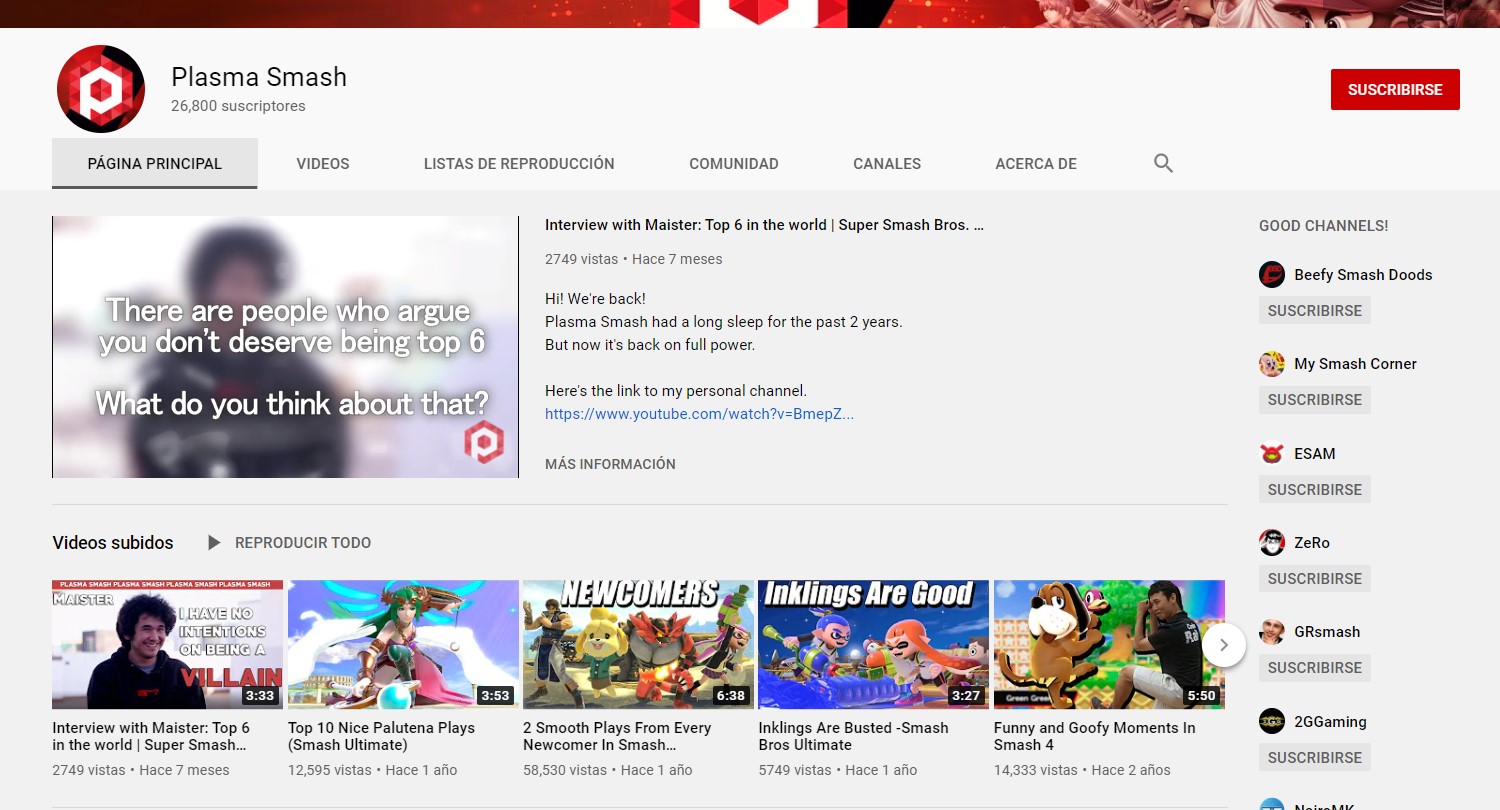 Plasma Smash
26,800 suscriptores
SUSCRIBIRSE
PÁGINA PRINCIPAL
VIDEOS
LISTAS DE REPRODUCCIÓN
COMUNIDAD
CANALES
ACERCA DE
There are people who argue
you don't deserve being top 6
What do you think about that?
Interview with Maister: Top 6 in the world | Super Smash Bros. ...
2749 vistas • Hace 7 meses
Hi! We're back!
Plasma Smash had a long sleep for the past 2 years.
But now it's back on full power.
Here's the link to my personal channel.
https://www.youtube.com/watch?v=BmepZ...
MÁS INFORMACIÓN
GOOD CHANNELS!
Beefy Smash Doods
SUSCRIBIRSE
My Smash Corner
SUSCRIBIRSE
ESAM
SUSCRIBIRSE
ZeRo
SUSCRIBIRSE
GRsmash
SUSCRIBIRSE
2GGaming
SUSCRIBIRSE
Videos subidos
REPRODUCIR TODO
PLASMA SMASH PLASMA SMASH PLASMA SMASH PLASMA SMASH
MAISTER
I HAVE NO
INTENTIONS
ON BEING A
VILLAIN
3:33
Interview with Maister: Top 6
in the world | Super Smash...
2749 vistas • Hace 7 meses
3:53
Top 10 Nice Palutena Plays
(Smash Ultimate)
12,595 vistas • Hace 1 año
NEWCOMERS
6:38
2 Smooth Plays From Every
Newcomer In Smash...
58,530 vistas • Hace 1 año
Inklings Are Good
3:27
Inklings Are Busted -Smash
Bros Ultimate
5749 vistas • Hace 1 año
5:50
Funny and Goofy Moments In
Smash 4
14,333 vistas • Hace 2 años